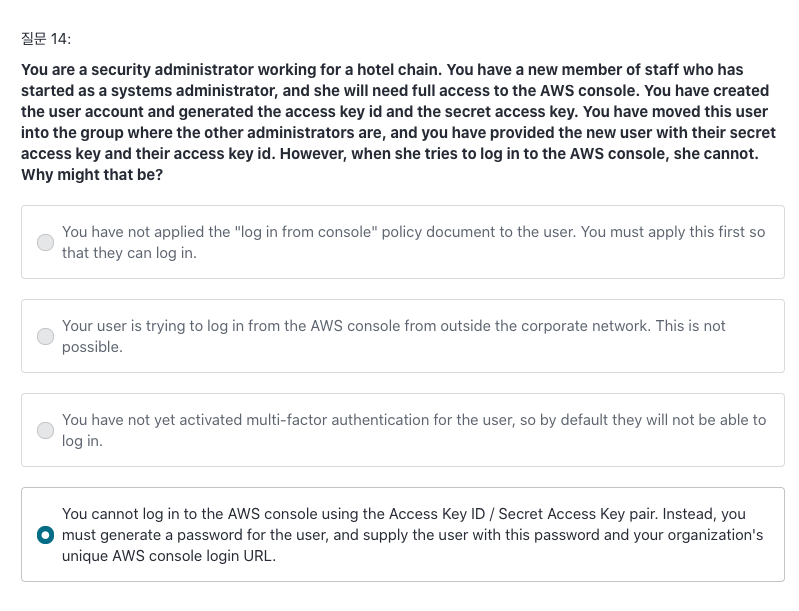 질문 14:
You are a security administrator working for a hotel chain. You have a new member of staff who has
started as a systems administrator, and she will need full access to the AWS console. You have created
the user account and generated the access key id and the secret access key. You have moved this user
into the group where the other administrators are, and you have provided the new user with their secret
access key and their access key id. However, when she tries to log in to the AWS console, she cannot.
Why might that be?
You have not applied the "log in from console" policy document to the user. You must apply this first so
that they can log in.
Your user is trying to log in from the AWS console from outside the corporate network. This is not
possible.
You have not yet activated multi-factor authentication for the user, so by default they will not be able to
log in.
You cannot log in to the AWS console using the Access Key ID / Secret Access Key pair. Instead, you
must generate a password for the user, and supply the user with this password and your organization's
unique AWS console login URL.